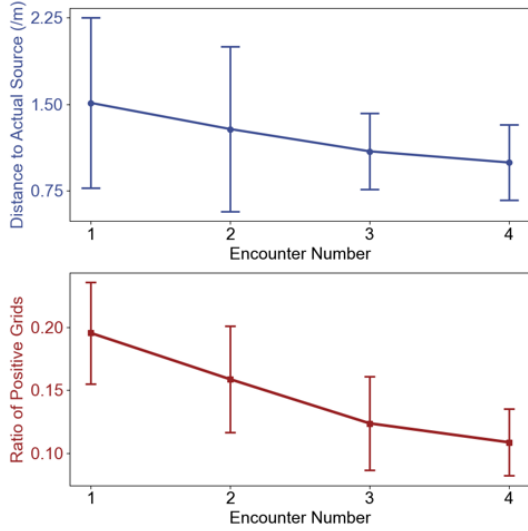 Distance to Actual Source (/m)
2.25
1.50
0.75
1 2 3 4
Encounter Number
Ratio of Positive Grids
0.20
0.15
0.10
1 2 3 4
Encounter Number